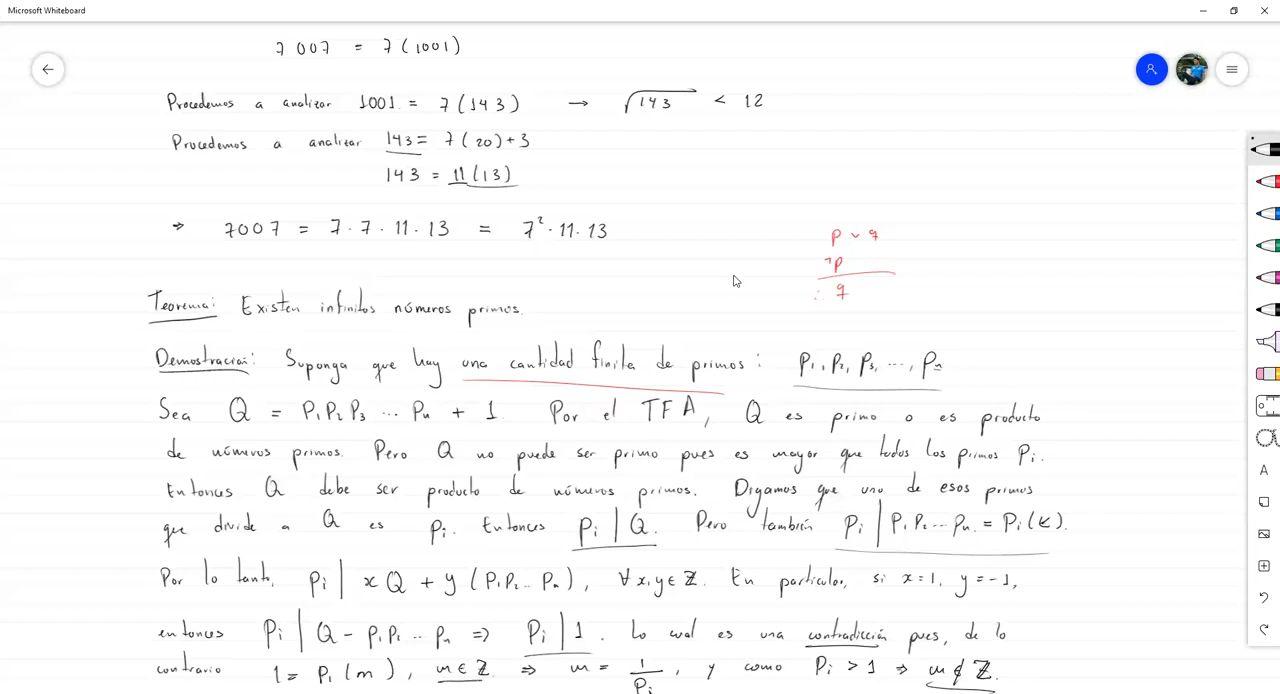 Microsoft Whiteboard
7007 = 7(1001)
Procedemos a analizar 1001 = 7(143) → √143 < 12
Procedemos a analizar 143 = 7(20)+3
143 = 11(13)
⇒ 7007 = 7·7·11·13 = 7²·11·13
p ∨ q
¬p
∴ q
Teorema: Existen infinitos números primos.
Demostración: Suponga que hay una cantidad finita de primos: P₁, P₂, P₃, ..., Pₙ
Sea Q = P₁P₂P₃ ... Pₙ + 1 Por el TFA, Q es primo o es producto
de números primos. Pero Q no puede ser primo pues es mayor que todos los primos Pᵢ.
Entonces Q debe ser producto de números primos. Digamos que uno de esos primos
que divide a Q es Pᵢ. Entonces Pᵢ | Q. Pero también Pᵢ | P₁P₂...Pₙ = Pᵢ(k).
Por lo tanto, Pᵢ | xQ + y(P₁P₂...Pₙ), ∀x,y∈ℤ. En particular, si x=1, y=-1,
entonces Pᵢ | Q - P₁P₂...Pₙ ⇒ Pᵢ | 1. Lo cual es una contradicción pues, de lo
contrario 1 = Pᵢ(m), m∈ℤ ⇒ m = 1/Pᵢ, y como Pᵢ > 1 ⇒ m∉ℤ.
A